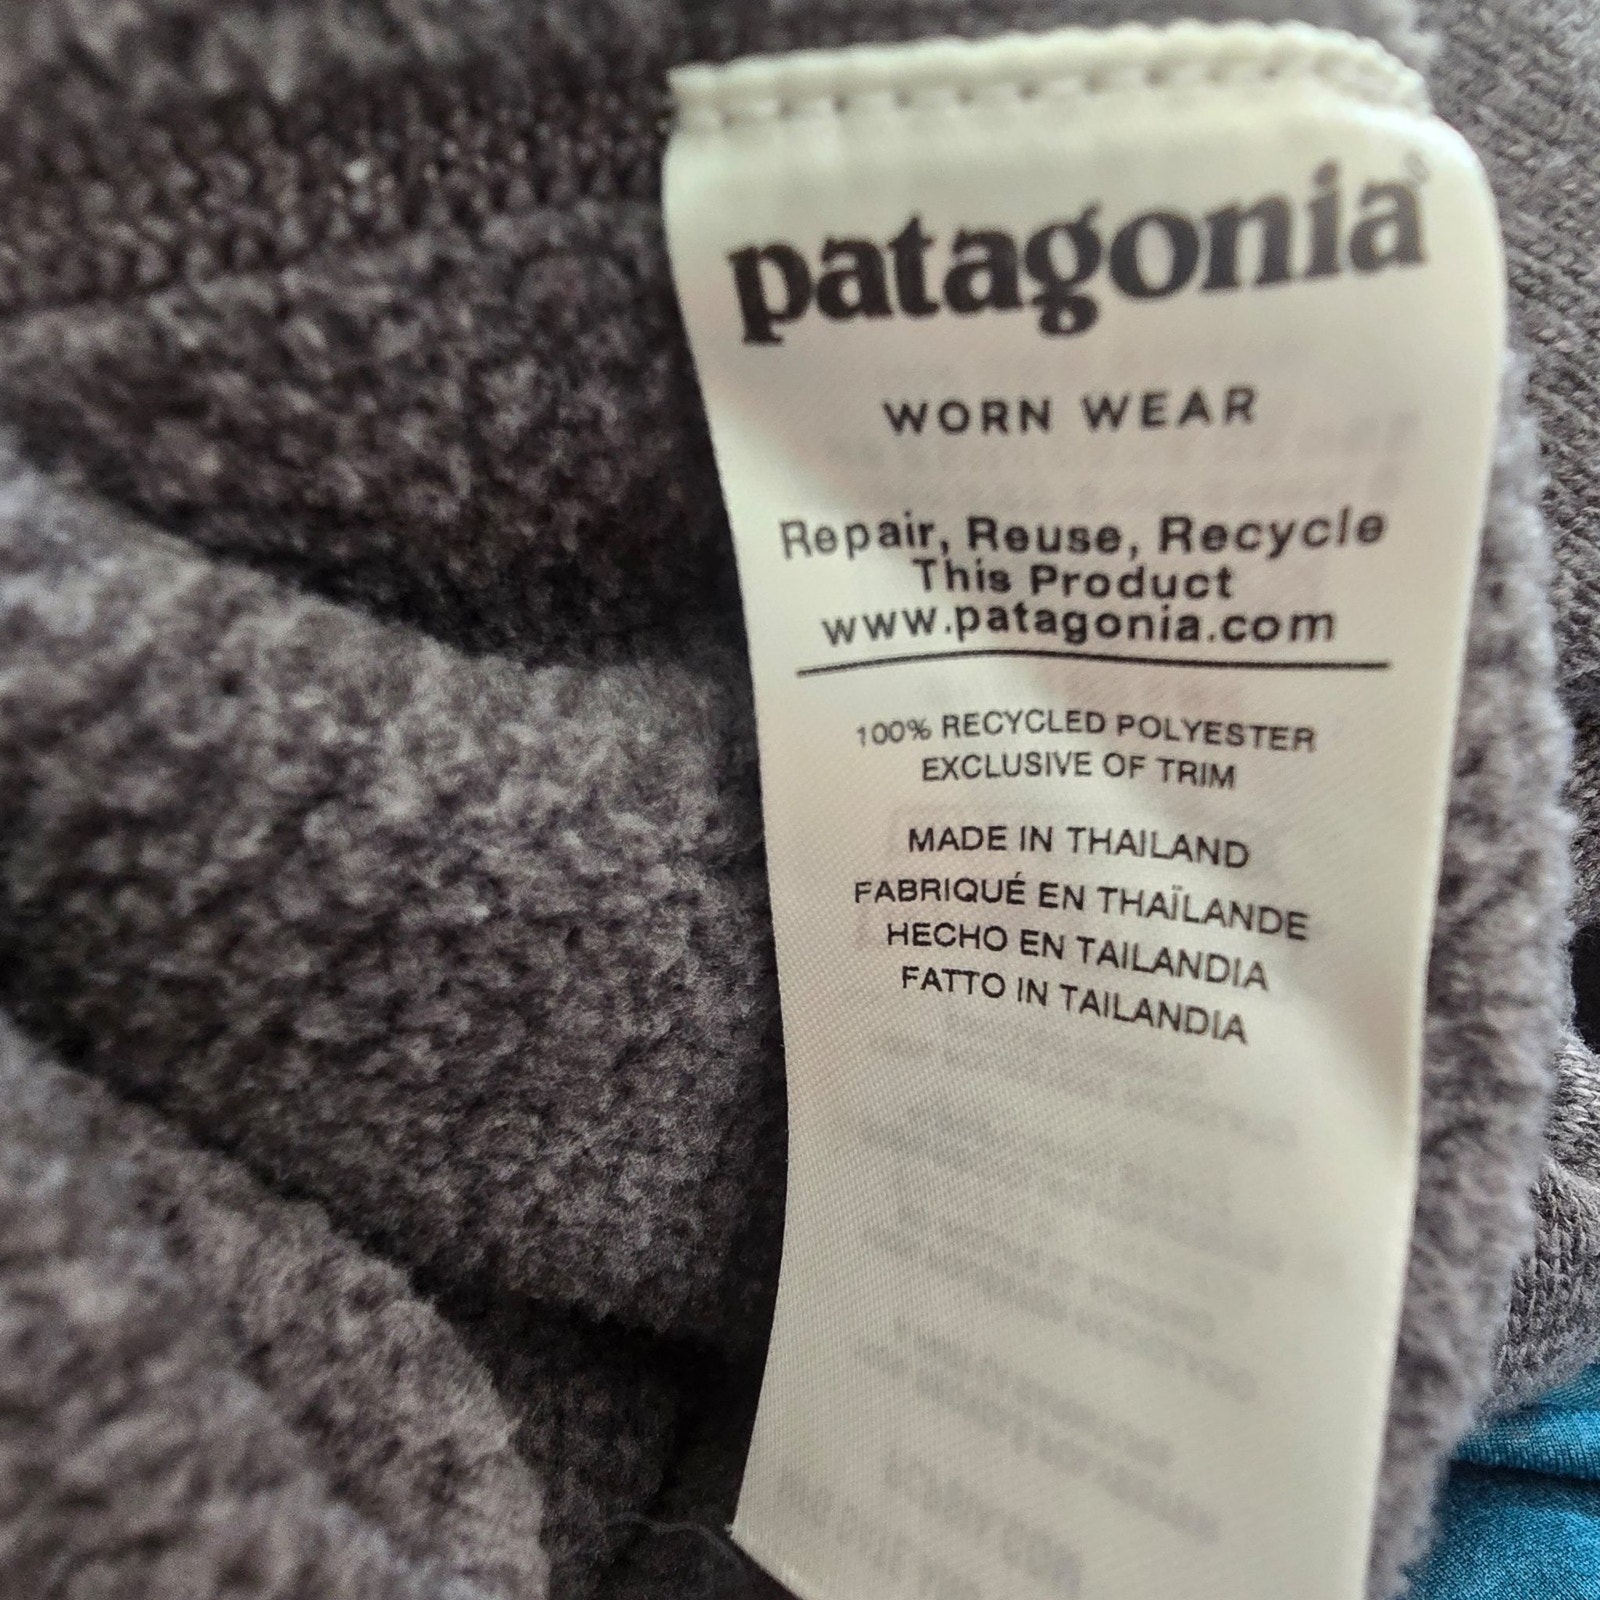 patagonia®
WORN WEAR
Repair, Reuse, Recycle
This Product
www.patagonia.com
100% RECYCLED POLYESTER
EXCLUSIVE OF TRIM
MADE IN THAILAND
FABRIQUÉ EN THAÏLANDE
HECHO EN TAILANDIA
FATTO IN TAILANDIA